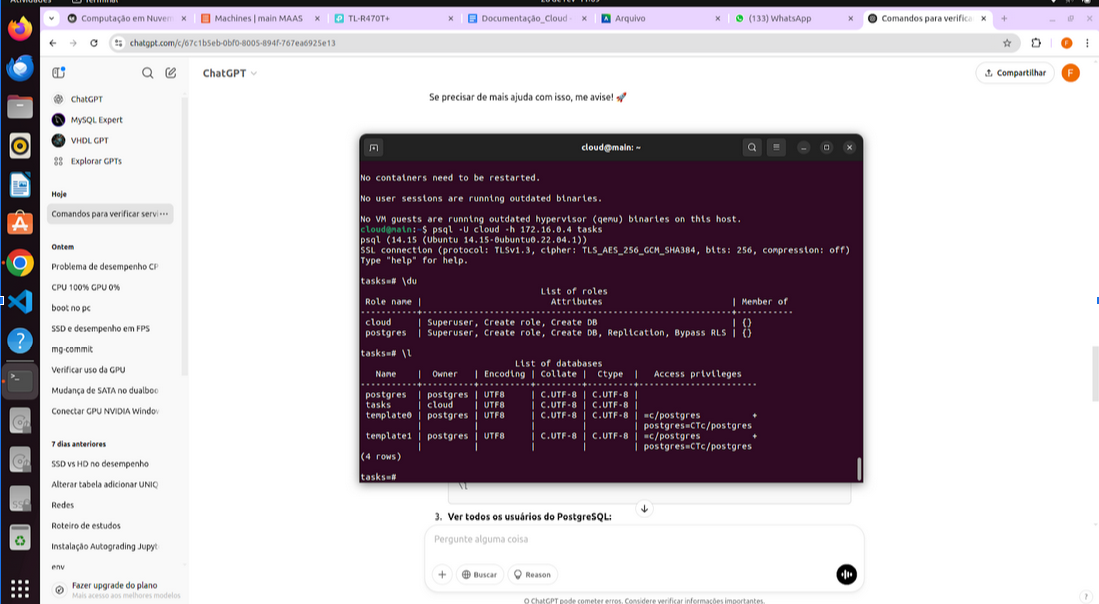 Computação em Nuvem
Machines | main MAAS
TL-R470T+
Documentação_Cloud -
Arquivo
(133) WhatsApp
Comandos para verifica
chatgpt.com/c/67c1b5eb-0bf0-8005-894f-767ea6925e13
ChatGPT
Compartilhar
F
ChatGPT
MySQL Expert
VHDL GPT
Explorar GPTs
Hoje
Comandos para verificar servi
Ontem
Problema de desempenho CP
CPU 100% GPU 0%
boot no pc
SSD e desempenho em FPS
mg-commit
Verificar uso da GPU
Mudança de SATA no dualboo
Conectar GPU NVIDIA Window
7 dias anteriores
SSD vs HD no desempenho
Alterar tabela adicionar UNIQ
Redes
Roteiro de estudos
Instalação Autograding Jupyt
env
Fazer upgrade do plano
Mais acesso aos melhores modelos
Se precisar de mais ajuda com isso, me avise! 🚀
cloud@main: ~
No containers need to be restarted.
No user sessions are running outdated binaries.
No VM guests are running outdated hypervisor (qemu) binaries on this host.
cloud@main:~$ psql -U cloud -h 172.16.0.4 tasks
psql (14.15 (Ubuntu 14.15-0ubuntu0.22.04.1))
SSL connection (protocol: TLSv1.3, cipher: TLS_AES_256_GCM_SHA384, bits: 256, compression: off)
Type "help" for help.
tasks=# \du
List of roles
Role name | Attributes | Member of
-----------+------------------------------------------------------------+-----------
cloud | Superuser, Create role, Create DB | {}
postgres | Superuser, Create role, Create DB, Replication, Bypass RLS | {}
tasks=# \l
List of databases
Name | Owner | Encoding | Collate | Ctype | Access privileges
-----------+----------+----------+---------+---------+-----------------------
postgres | postgres | UTF8 | C.UTF-8 | C.UTF-8 |
tasks | cloud | UTF8 | C.UTF-8 | C.UTF-8 |
template0 | postgres | UTF8 | C.UTF-8 | C.UTF-8 | =c/postgres +
| | | | | postgres=CTc/postgres
template1 | postgres | UTF8 | C.UTF-8 | C.UTF-8 | =c/postgres +
| | | | | postgres=CTc/postgres
(4 rows)
tasks=#
\l
3. Ver todos os usuários do PostgreSQL:
Pergunte alguma coisa
Buscar
Reason
O ChatGPT pode cometer erros. Considere verificar informações importantes.
?